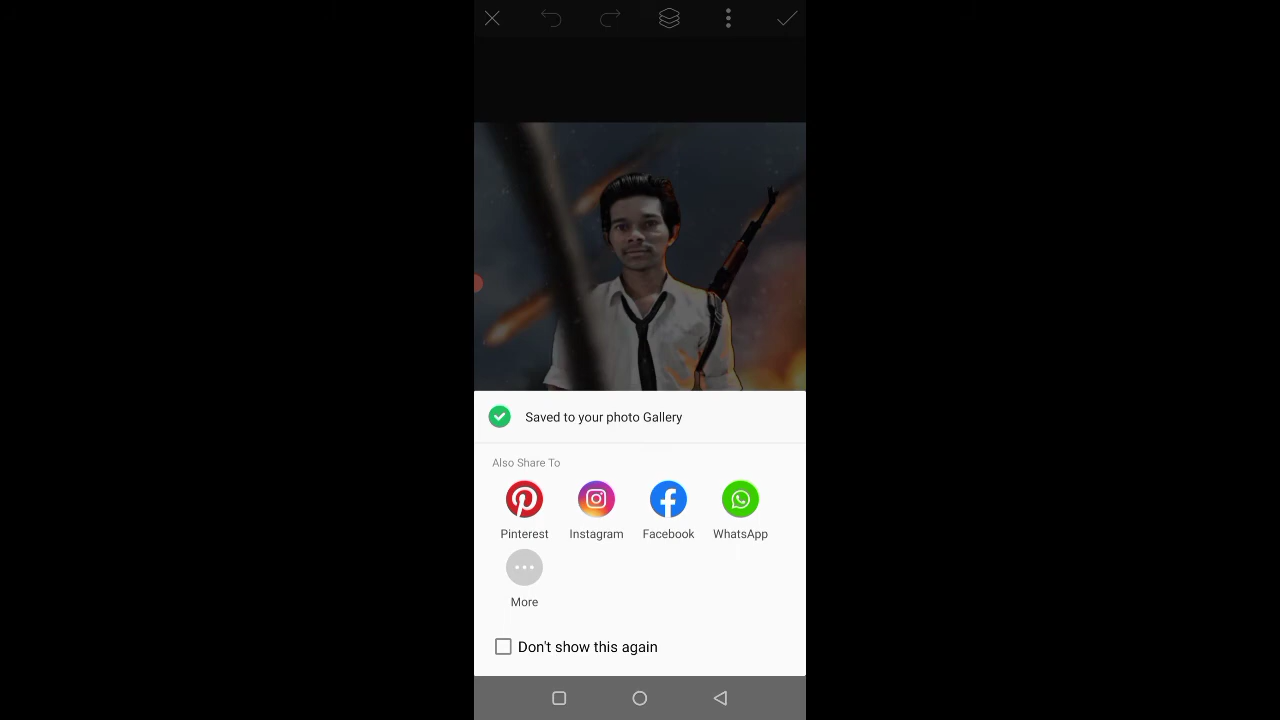 Saved to your photo Gallery
Also Share To
Pinterest Instagram Facebook WhatsApp
More
Don't show this again